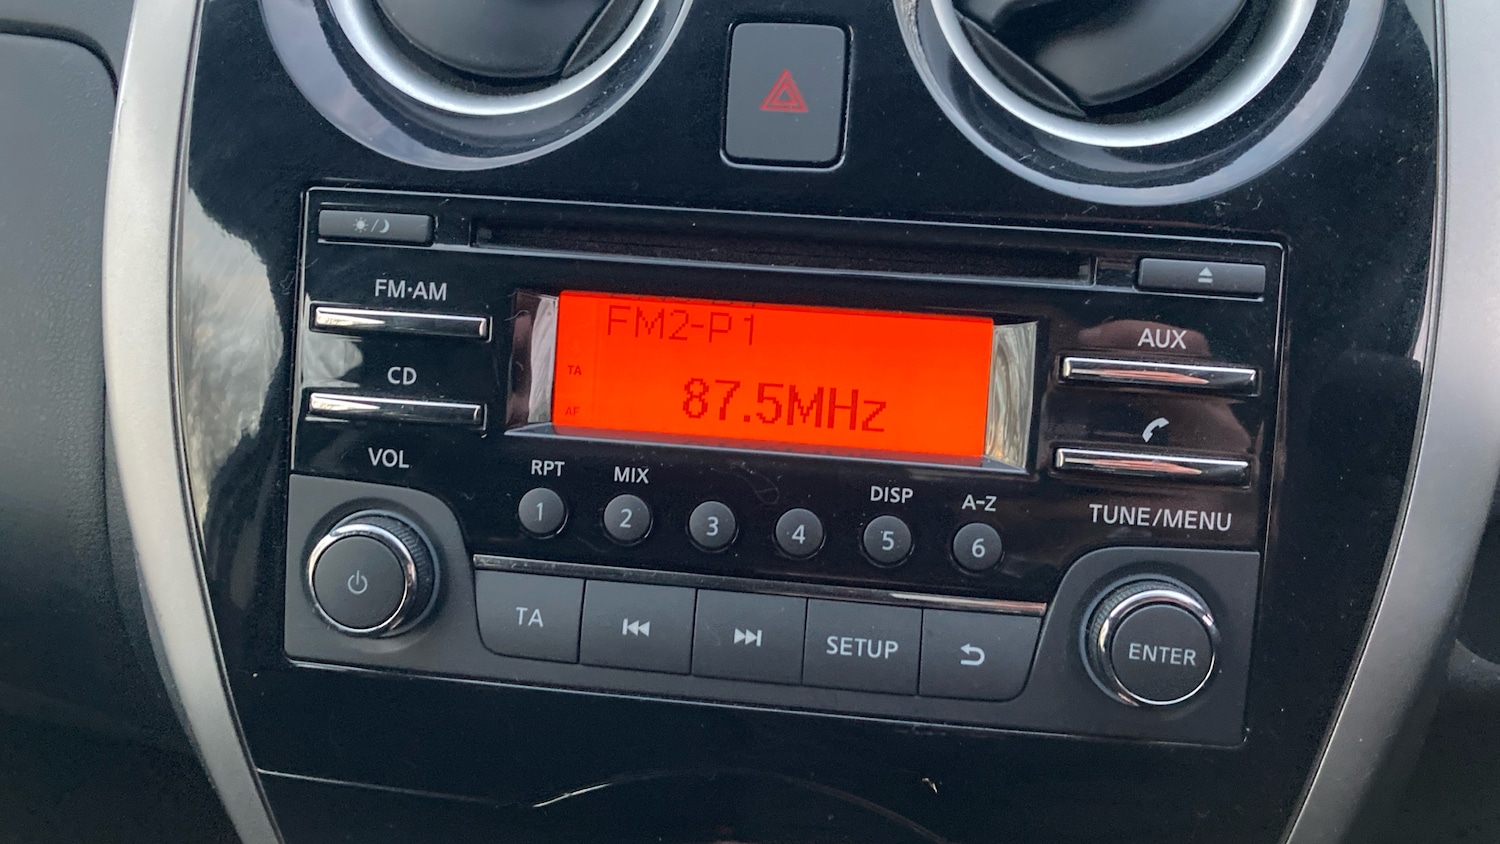 FM·AM
CD
VOL
FM2-P1
TA
AF
87.5MHz
AUX
TUNE/MENU
RPT
MIX
DISP
A-Z
1
2
3
4
5
6
TA
SETUP
ENTER